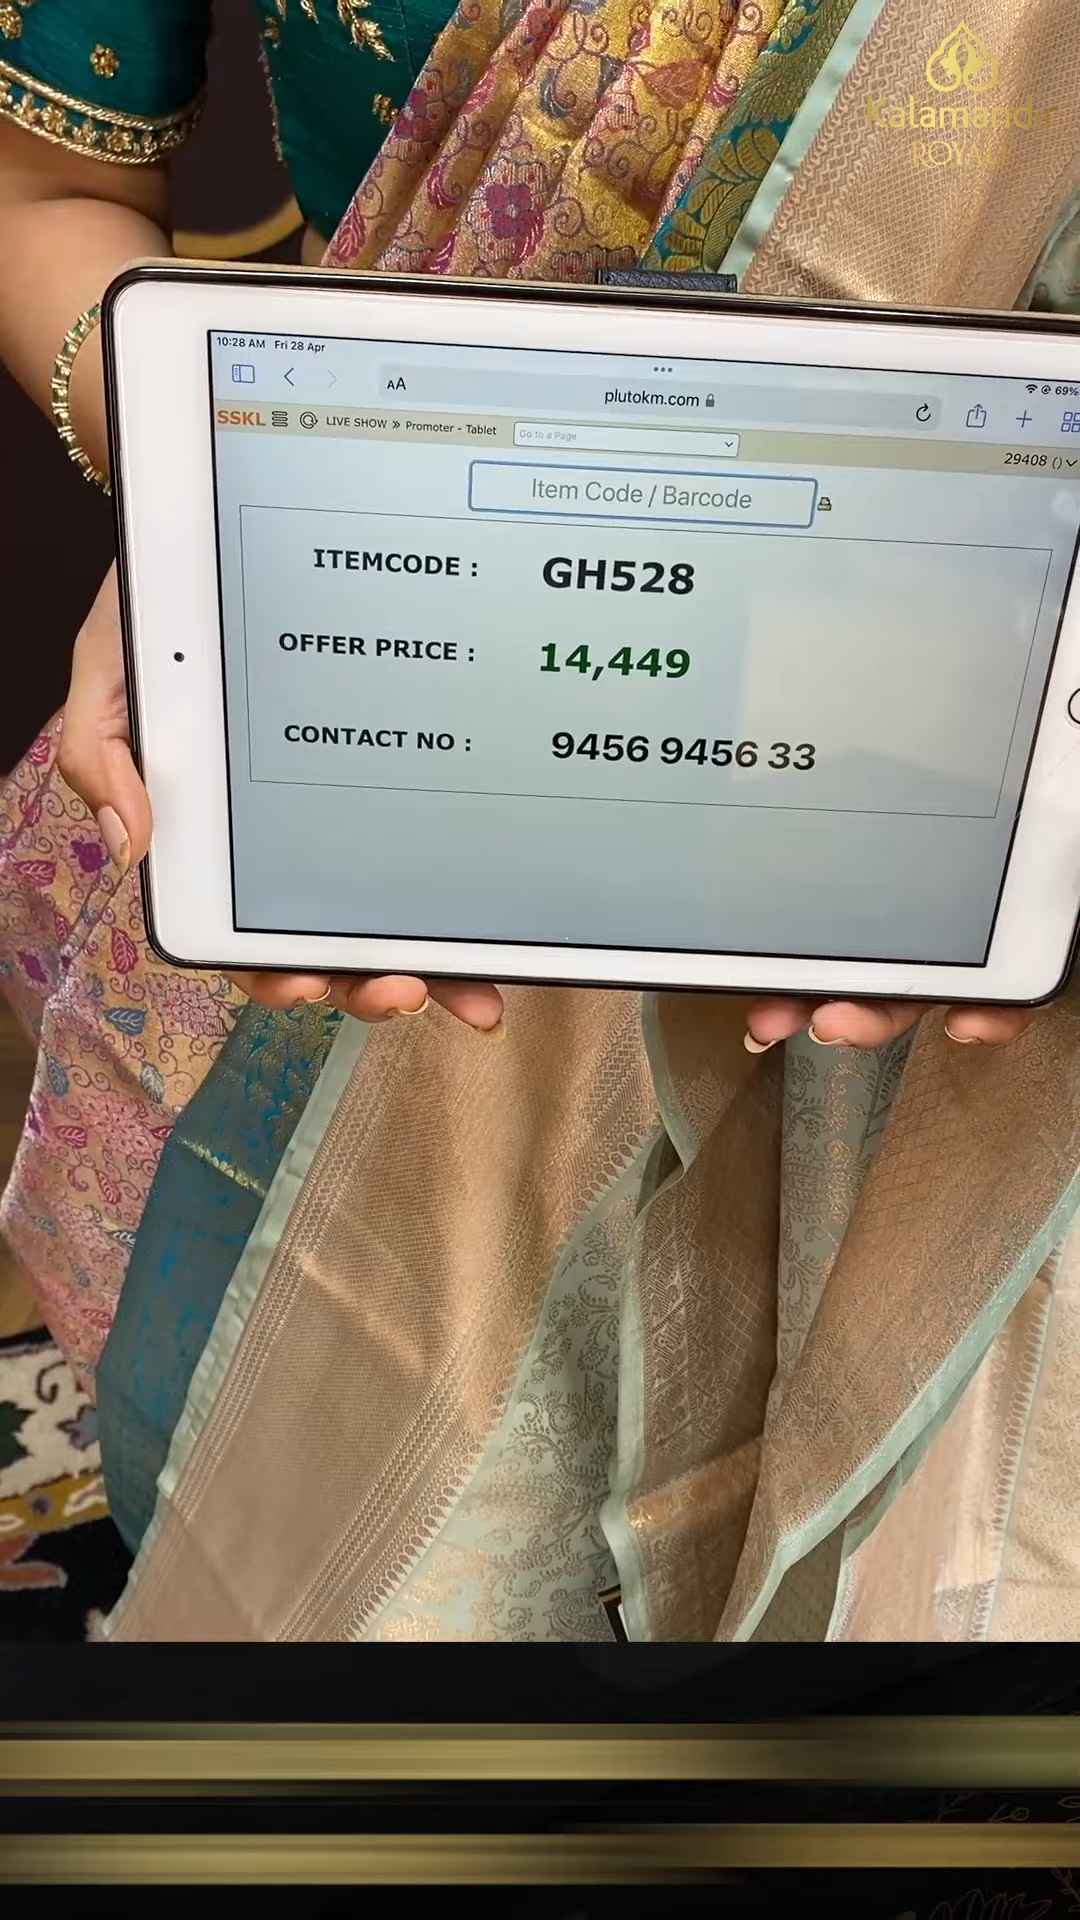 Kalamandir
ROYALE
10:28 AM Fri 28 Apr
69%
AA
plutokm.com
SSKL
LIVE SHOW » Promoter - Tablet
Go to a Page
29408 ()
Item Code / Barcode
ITEMCODE : GH528
OFFER PRICE : 14,449
CONTACT NO : 9456 9456 33